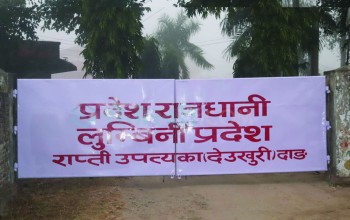 प्रदेश राजधानी
लुम्बिनी प्रदेश
राप्ती उपत्यका (देउखुरी) दाङ